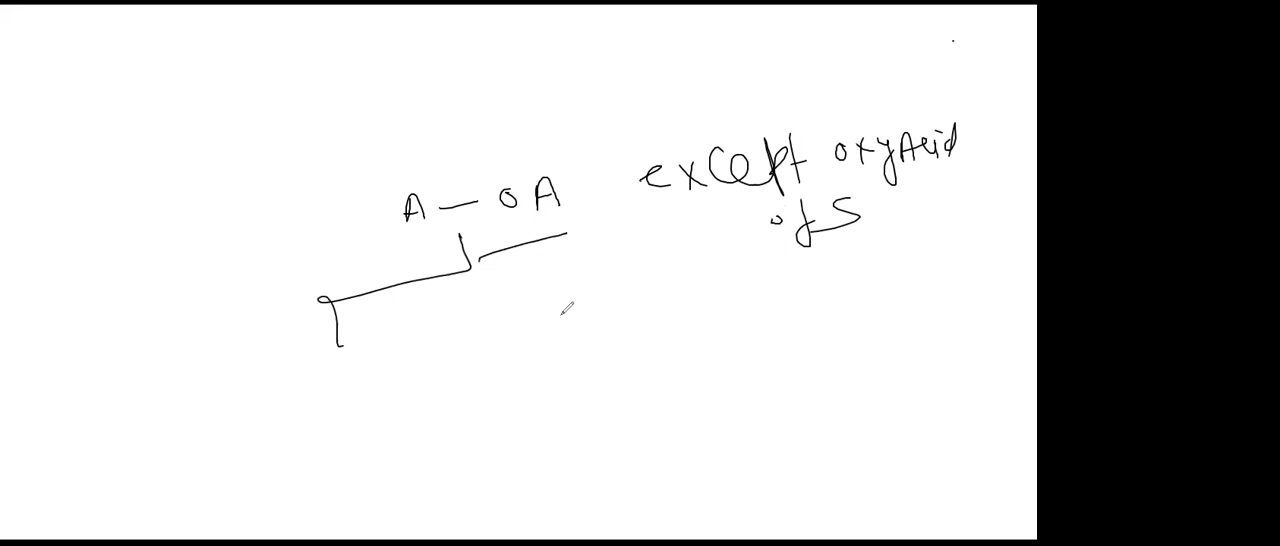 A — OA
except oxyAcid
of S